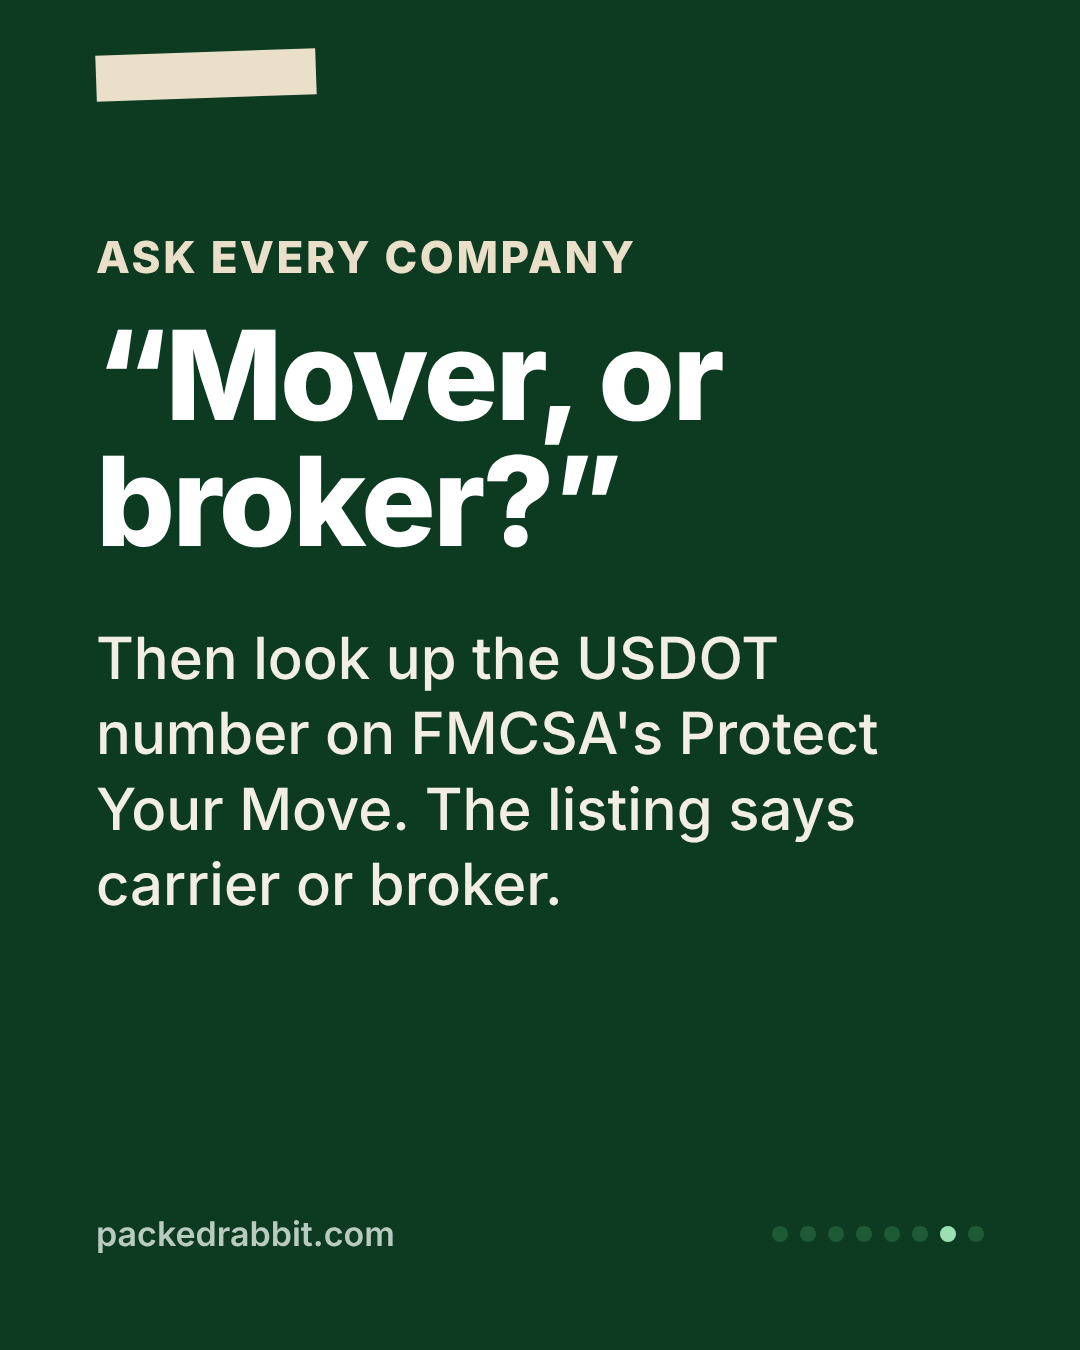 ASK EVERY COMPANY
“Mover, or
broker?”
Then look up the USDOT
number on FMCSA's Protect
Your Move. The listing says
carrier or broker.
packedrabbit.com